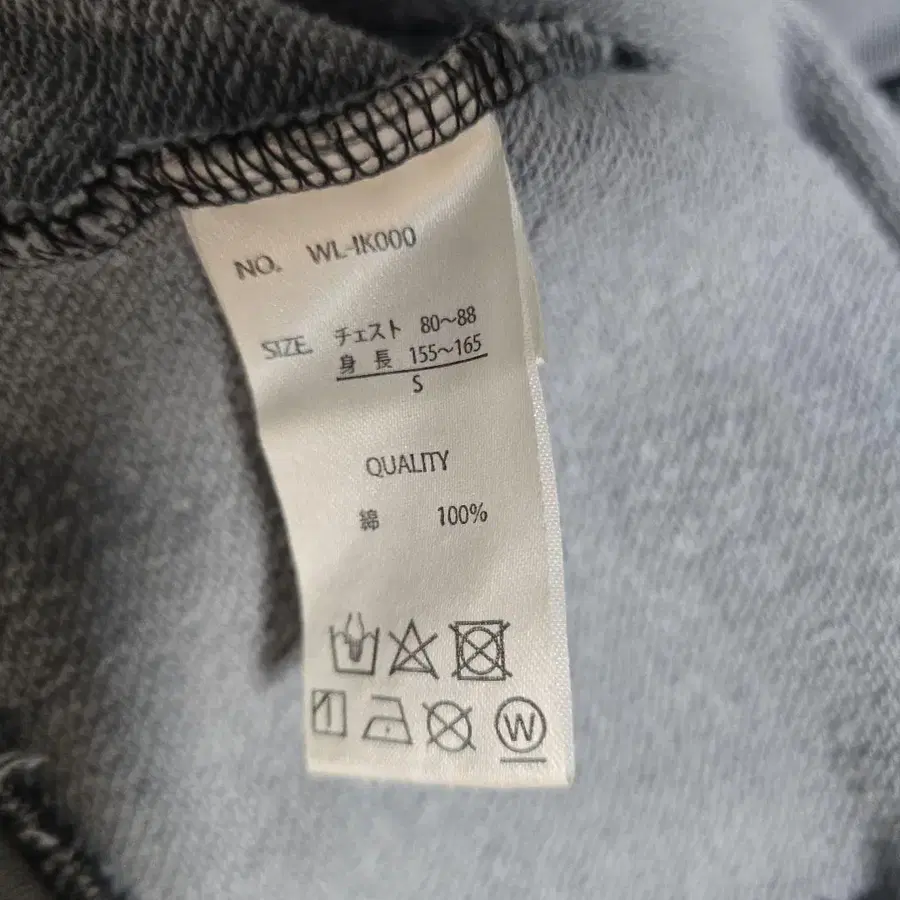 NO. WL-IK000
SIZE. チェスト 80〜88
身長 155〜165
S
QUALITY
綿 100%
W